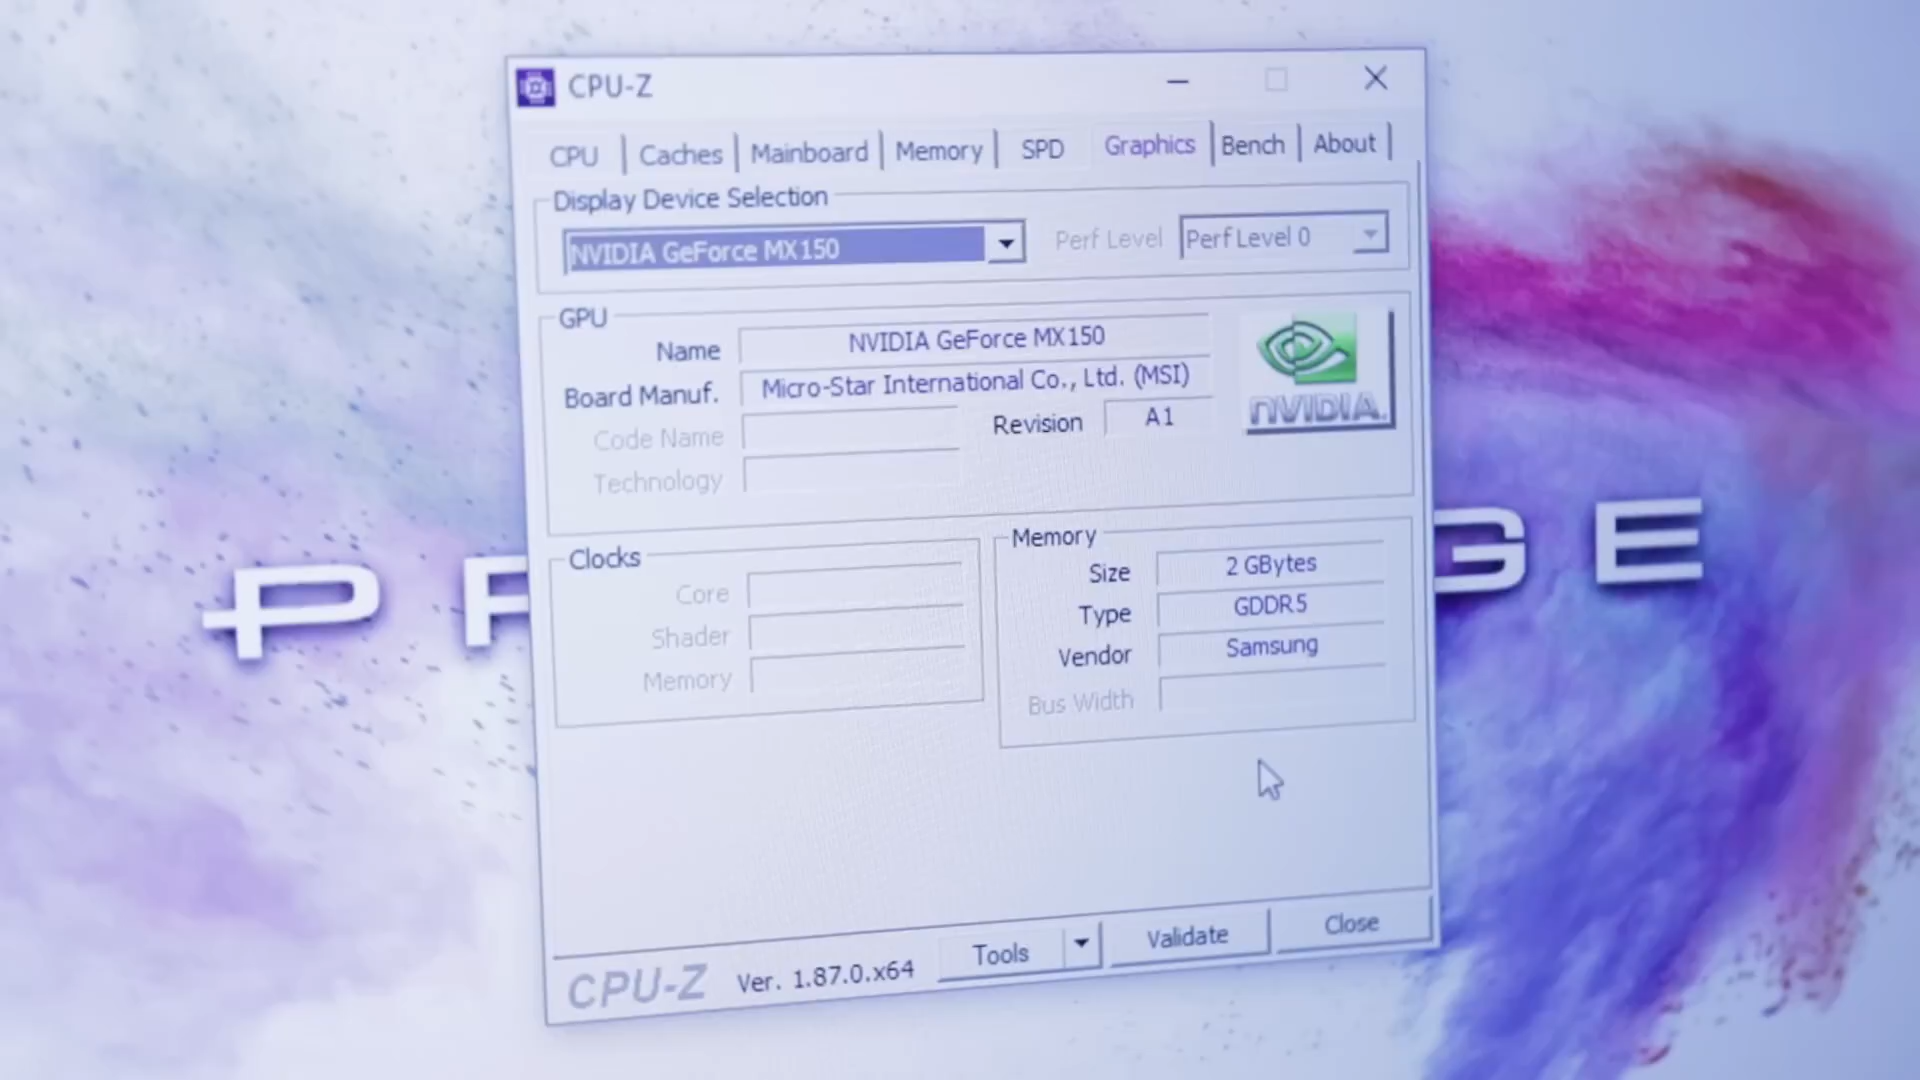 CPU-Z
CPU Caches Mainboard Memory SPD Graphics Bench About
Display Device Selection
NVIDIA GeForce MX150 Perf Level Perf Level 0
GPU
Name NVIDIA GeForce MX150
Board Manuf. Micro-Star International Co., Ltd. (MSI)
Code Name Revision A1
Technology
NVIDIA.
Clocks
Core
Shader
Memory
Memory
Size 2 GBytes
Type GDDR5
Vendor Samsung
Bus Width
P R G E
CPU-Z Ver. 1.87.0.x64 Tools Validate Close